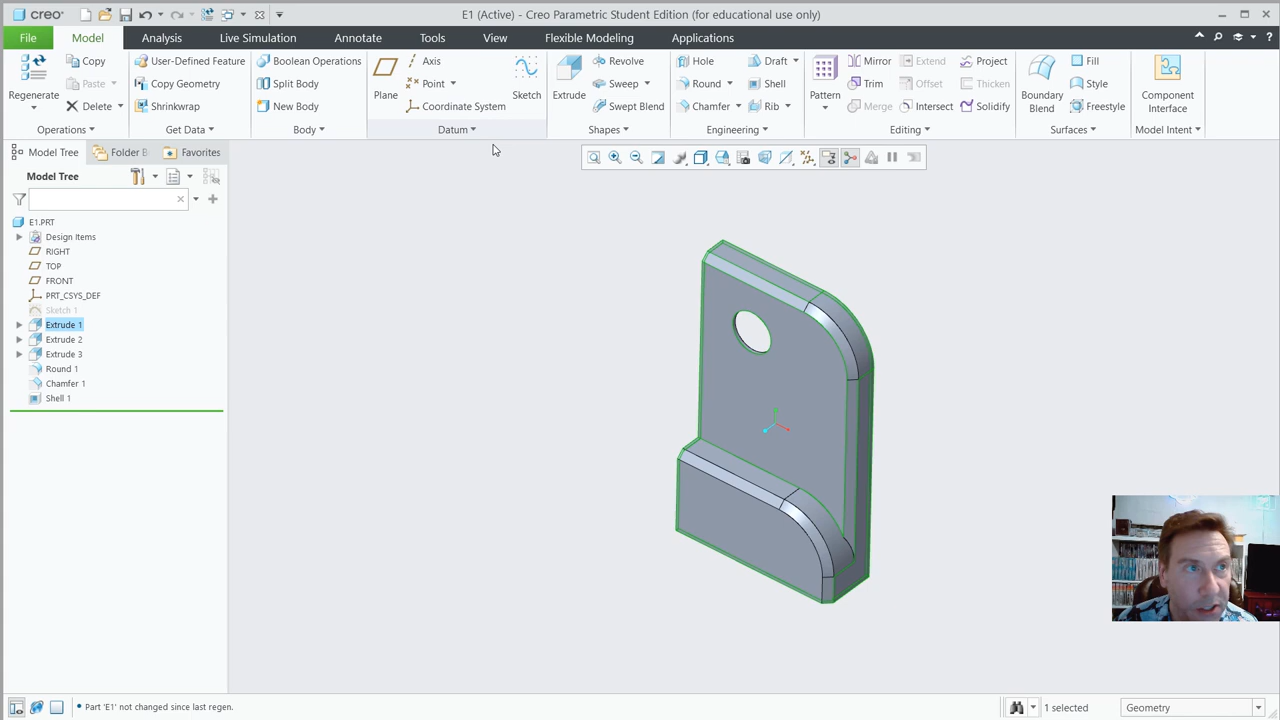 creo E1 (Active) - Creo Parametric Student Edition (for educational use only)
File Model Analysis Live Simulation Annotate Tools View Flexible Modeling Applications
Copy User-Defined Feature Boolean Operations Axis Revolve Hole Draft Mirror Extend Project Fill
Paste Copy Geometry Split Body Point Sweep Round Shell Trim Offset Thicken Style
Regenerate Plane Sketch Extrude Pattern Boundary Blend Component Interface
Delete Shrinkwrap New Body Coordinate System Swept Blend Chamfer Rib Merge Intersect Solidify Freestyle
Operations Get Data Body Datum Shapes Engineering Editing Surfaces Model Intent
Model Tree Folder B Favorites
Model Tree
E1.PRT
Design Items
RIGHT
TOP
FRONT
PRT_CSYS_DEF
Sketch 1
Extrude 1
Extrude 2
Extrude 3
Round 1
Chamfer 1
Shell 1
• Part 'E1' not changed since last regen. 1 selected Geometry